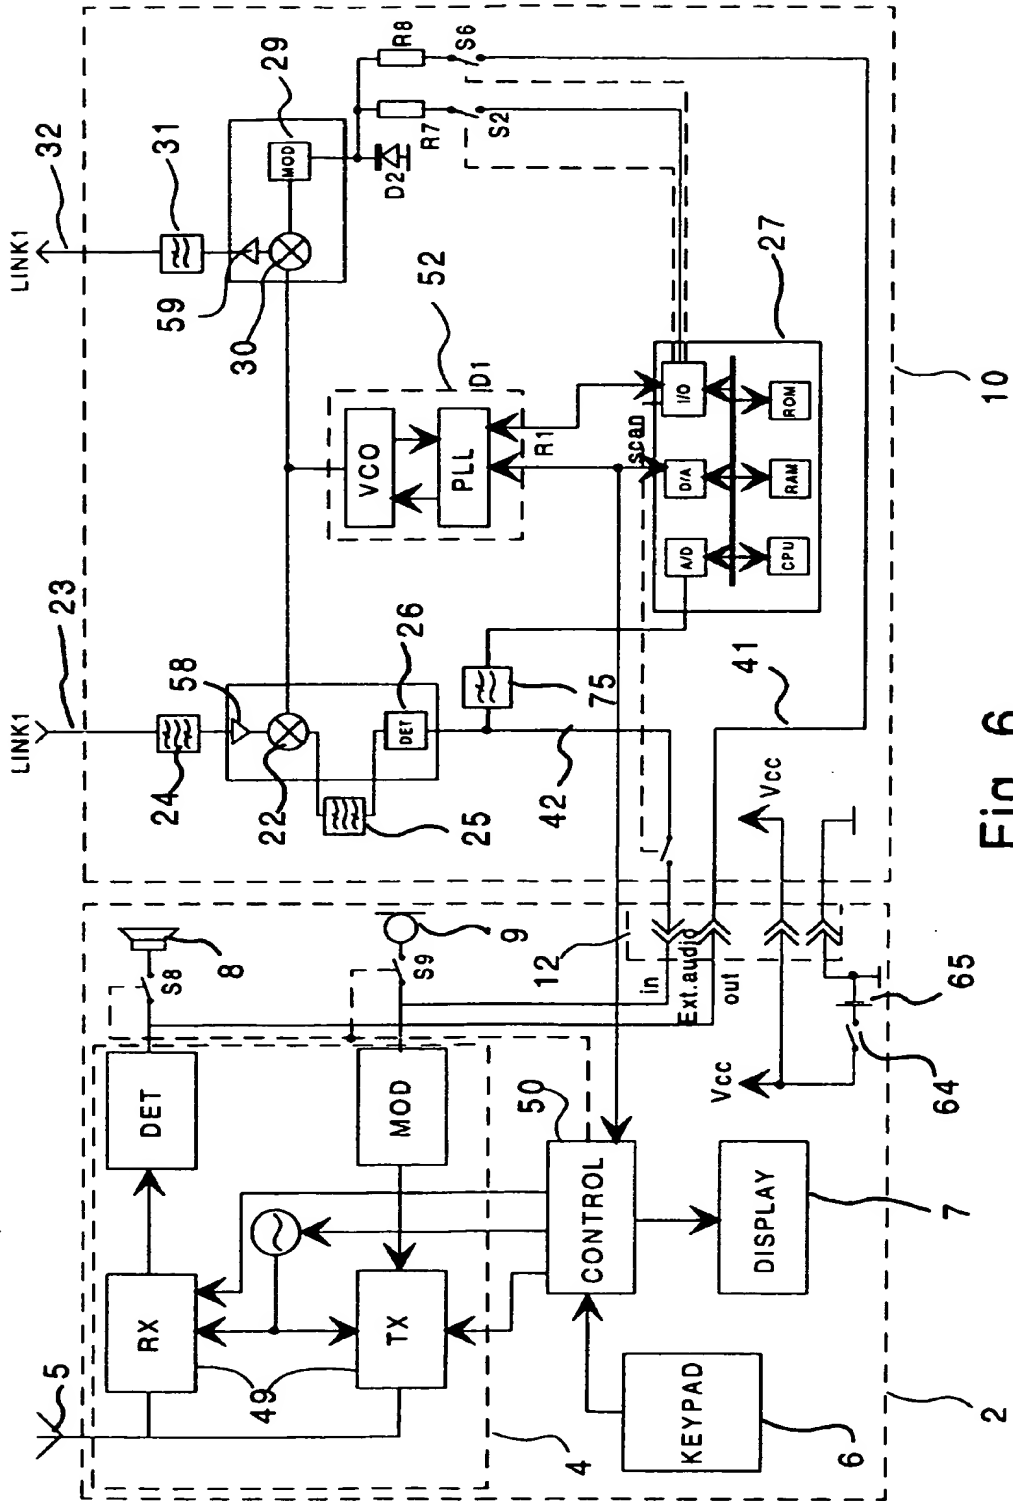 LINK1
LINK1
5
23
32
RX
DET
S8
8
24
31
59
58
49
22
30
29
MOD
TX
MOD
S9
9
25
DET
26
VCO
PLL
52
D1
D2
R8
R7
S6
S2
4
50
12
42
R1
CONTROL
in
Ext.audio
out
75
scan
KEYPAD
6
DISPLAY
7
Vcc
Vcc
41
A/D
D/A
I/O
CPU
RAM
ROM
27
64
65
2
10
Fig 6